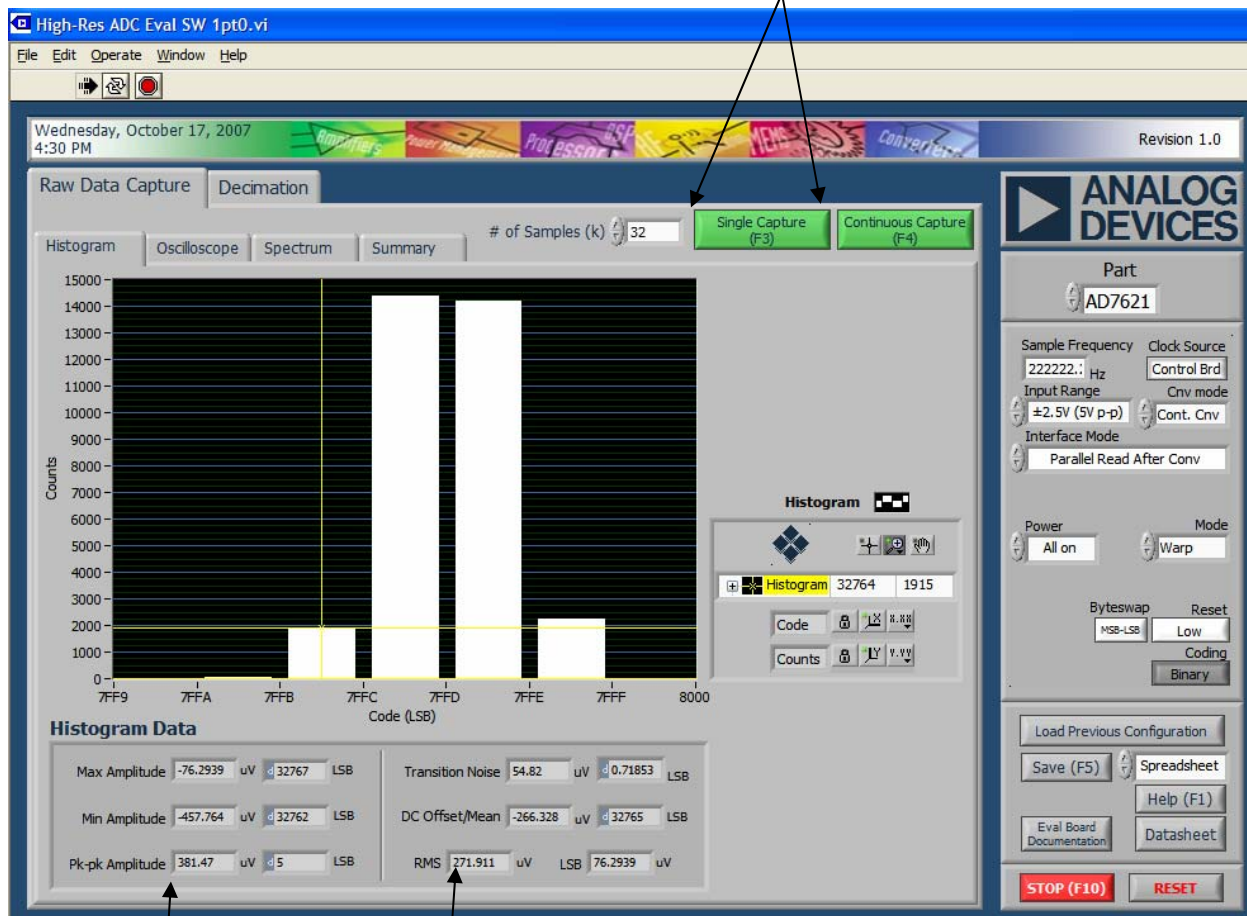 High-Res ADC Eval SW 1pt0.vi
File Edit Operate Window Help
Wednesday, October 17, 2007
4:30 PM
Amplifiers Power Management Processor DSP RF MEMS Converters
Revision 1.0
Raw Data Capture Decimation
# of Samples (k) 32
Single Capture
(F3)
Continuous Capture
(F4)
Histogram Oscilloscope Spectrum Summary
15000
14000
13000
12000
11000
10000
9000
8000
7000
6000
5000
4000
3000
2000
1000
0
Counts
7FF9 7FFA 7FFB 7FFC 7FFD 7FFE 7FFF 8000
Code (LSB)
Histogram
Histogram 32764 1915
Code X X.XX
Counts Y Y.YY
Histogram Data
Max Amplitude -76.2939 uV d 32767 LSB
Min Amplitude -457.764 uV d 32762 LSB
Pk-pk Amplitude 381.47 uV d 5 LSB
Transition Noise 54.82 uV d 0.71853 LSB
DC Offset/Mean -266.328 uV d 32765 LSB
RMS 271.911 uV LSB 76.2939 uV
ANALOG
DEVICES
Part
AD7621
Sample Frequency Clock Source
222222.: Hz Control Brd
Input Range Cnv mode
±2.5V (5V p-p) Cont. Cnv
Interface Mode
Parallel Read After Conv
Power Mode
All on Warp
Byteswap Reset
MSB-LSB Low
Coding
Binary
Load Previous Configuration
Save (F5) Spreadsheet
Help (F1)
Eval Board
Documentation
Datasheet
STOP (F10) RESET